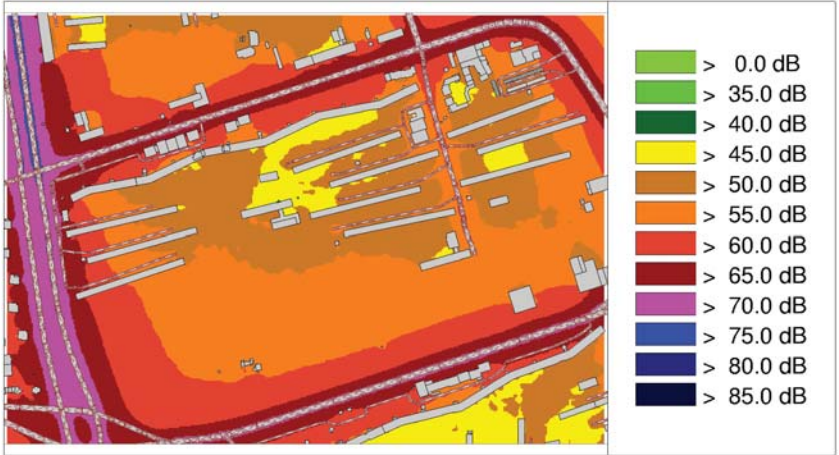 > 0.0 dB
> 35.0 dB
> 40.0 dB
> 45.0 dB
> 50.0 dB
> 55.0 dB
> 60.0 dB
> 65.0 dB
> 70.0 dB
> 75.0 dB
> 80.0 dB
> 85.0 dB